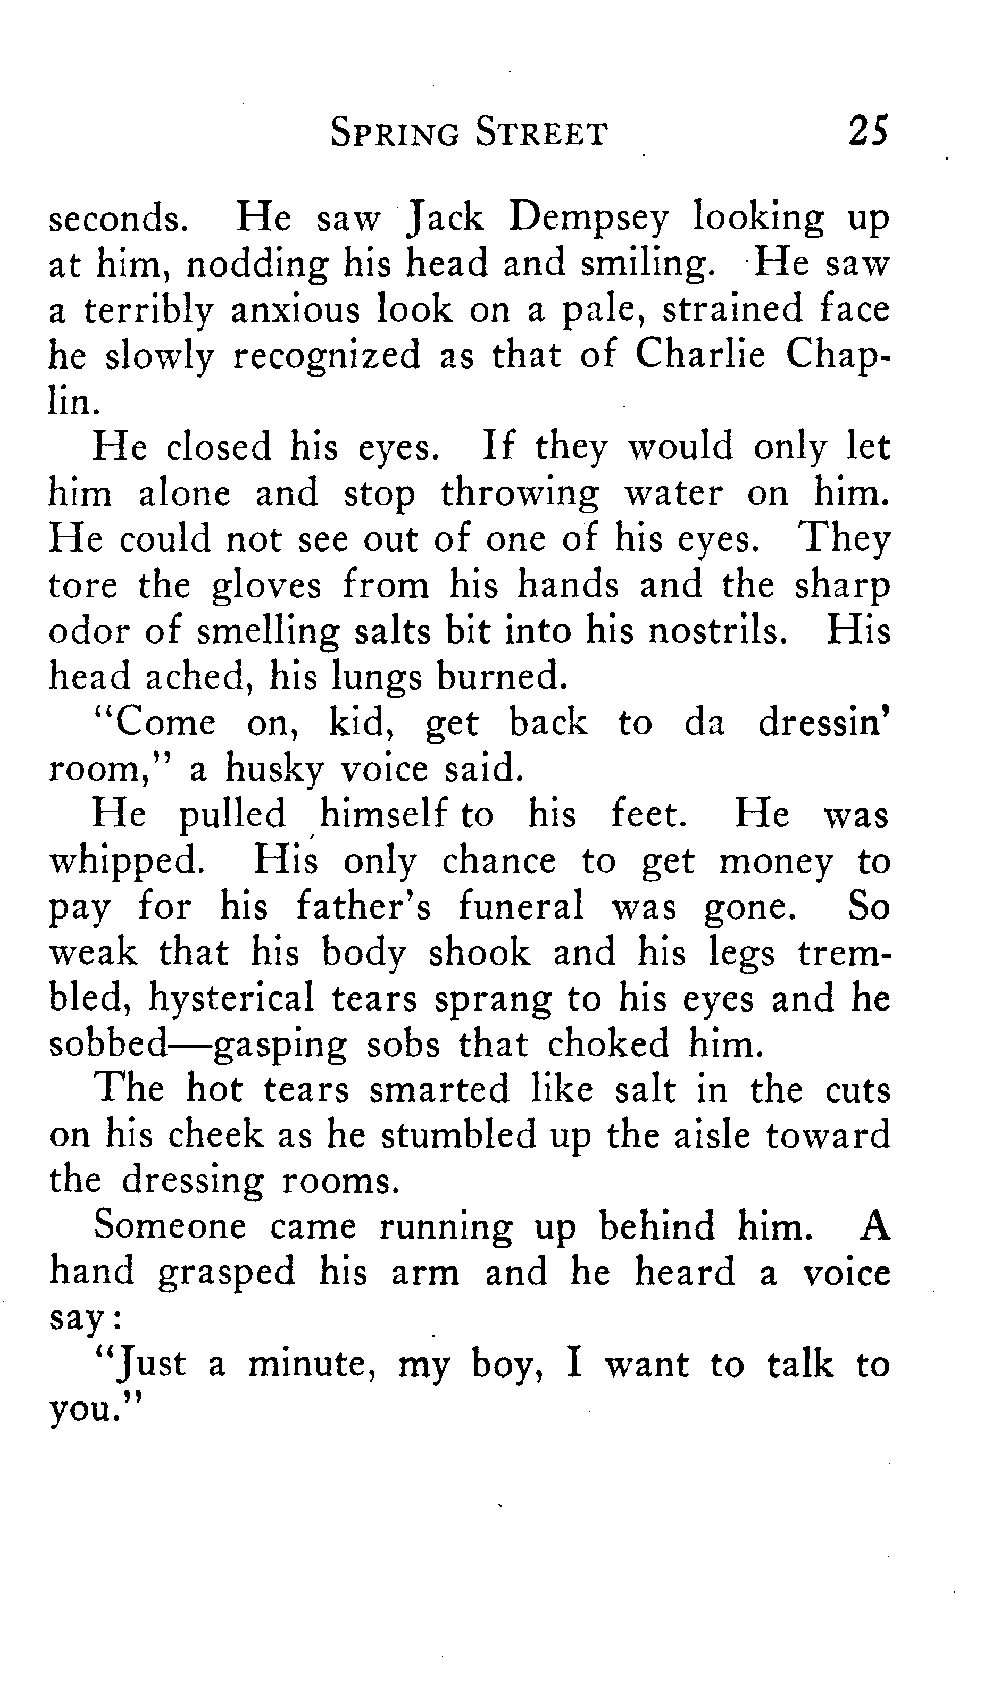 SPRING STREET 25
seconds. He saw Jack Dempsey looking up
at him, nodding his head and smiling. He saw
a terribly anxious look on a pale, strained face
he slowly recognized as that of Charlie Chap-
lin.
He closed his eyes. If they would only let
him alone and stop throwing water on him.
He could not see out of one of his eyes. They
tore the gloves from his hands and the sharp
odor of smelling salts bit into his nostrils. His
head ached, his lungs burned.
"Come on, kid, get back to da dressin'
room," a husky voice said.
He pulled himself to his feet. He was
whipped. His only chance to get money to
pay for his father's funeral was gone. So
weak that his body shook and his legs trem-
bled, hysterical tears sprang to his eyes and he
sobbed—gasping sobs that choked him.
The hot tears smarted like salt in the cuts
on his cheek as he stumbled up the aisle toward
the dressing rooms.
Someone came running up behind him. A
hand grasped his arm and he heard a voice
say:
"Just a minute, my boy, I want to talk to
you."